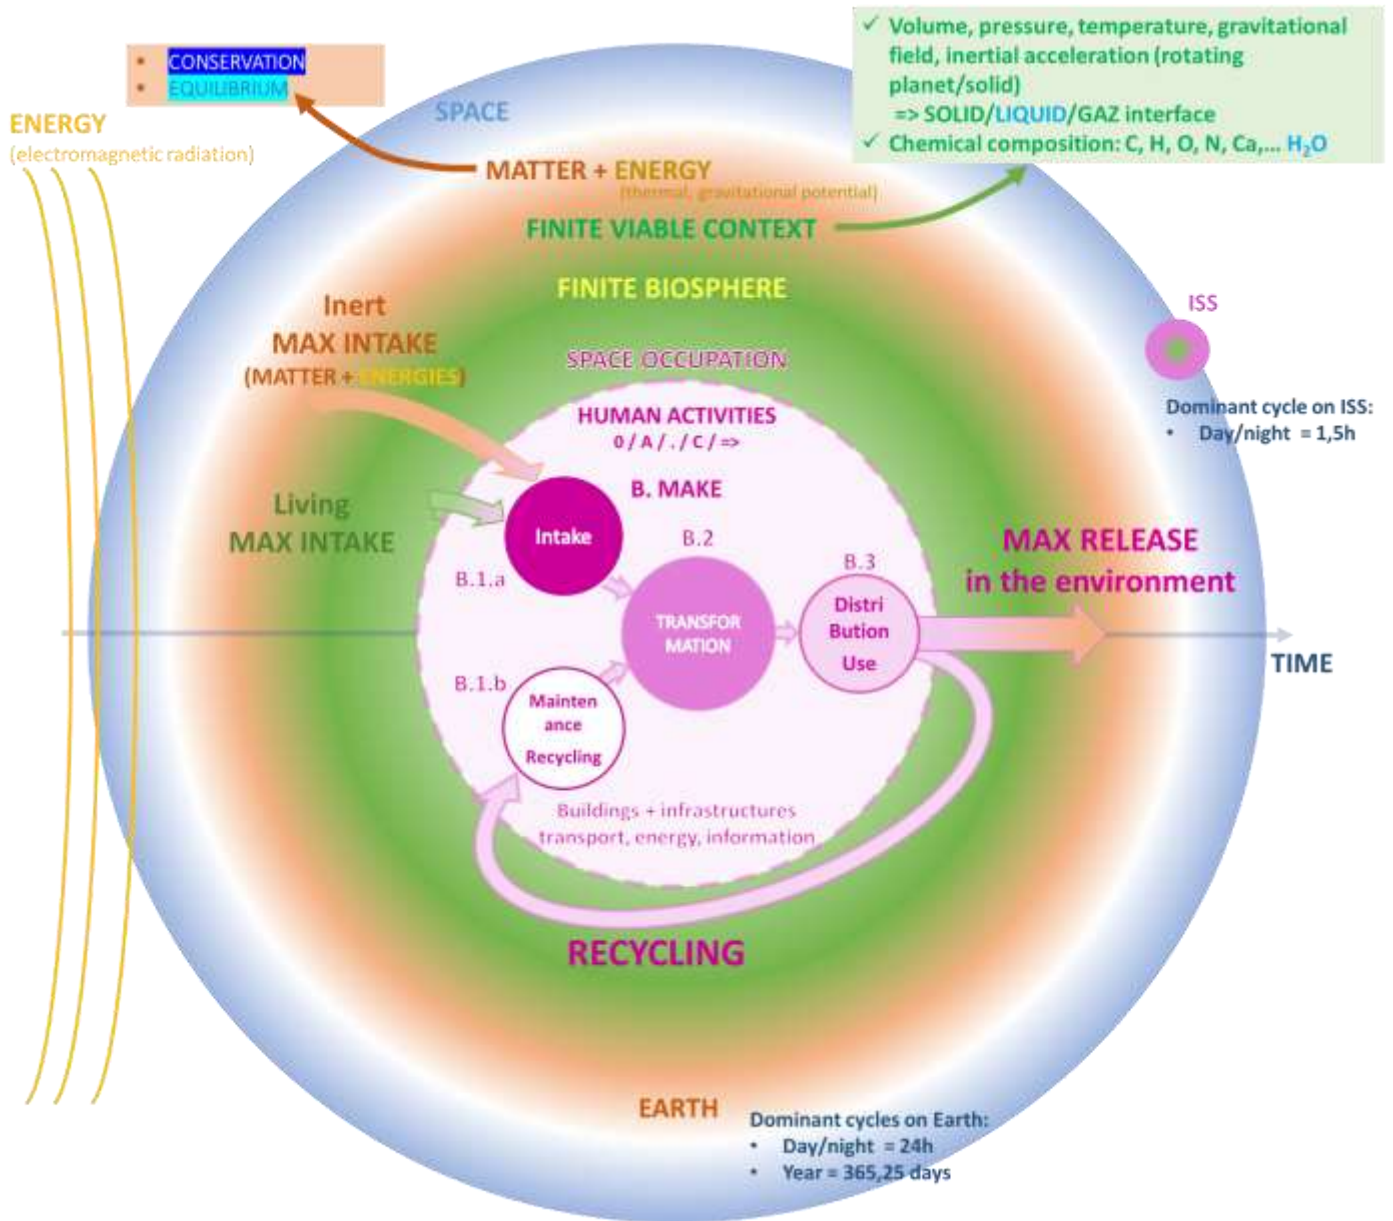 • CONSERVATION
• EQUILIBRIUM
✓ Volume, pressure, temperature, gravitational
field, inertial acceleration (rotating
planet/solid)
=> SOLID/LIQUID/GAZ interface
✓ Chemical composition: C, H, O, N, Ca,... H₂O
ENERGY
(electromagnetic radiation)
SPACE
MATTER + ENERGY
(thermal, gravitational potential)
FINITE VIABLE CONTEXT
FINITE BIOSPHERE
Inert
MAX INTAKE
(MATTER + ENERGIES)
ISS
SPACE OCCUPATION
Dominant cycle on ISS:
• Day/night = 1,5h
HUMAN ACTIVITIES
0 / A / . / C / =>
B. MAKE
Living
MAX INTAKE
Intake
B.2
MAX RELEASE
in the environment
B.1.a
B.3
TRANSFOR
MATION
Distri
Bution
Use
TIME
B.1.b
Mainten
ance
Recycling
Buildings + infrastructures
transport, energy, information
RECYCLING
EARTH
Dominant cycles on Earth:
• Day/night = 24h
• Year = 365,25 days